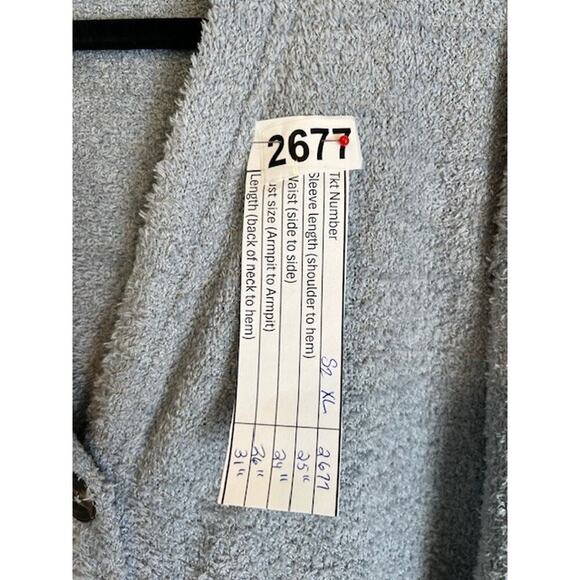 2677
Tkt Number Sz XL 2677
Sleeve length (shoulder to hem) 25"
Waist (side to side) 24"
ust size (Armpit to Armpit) 26"
Length (back of neck to hem) 31"